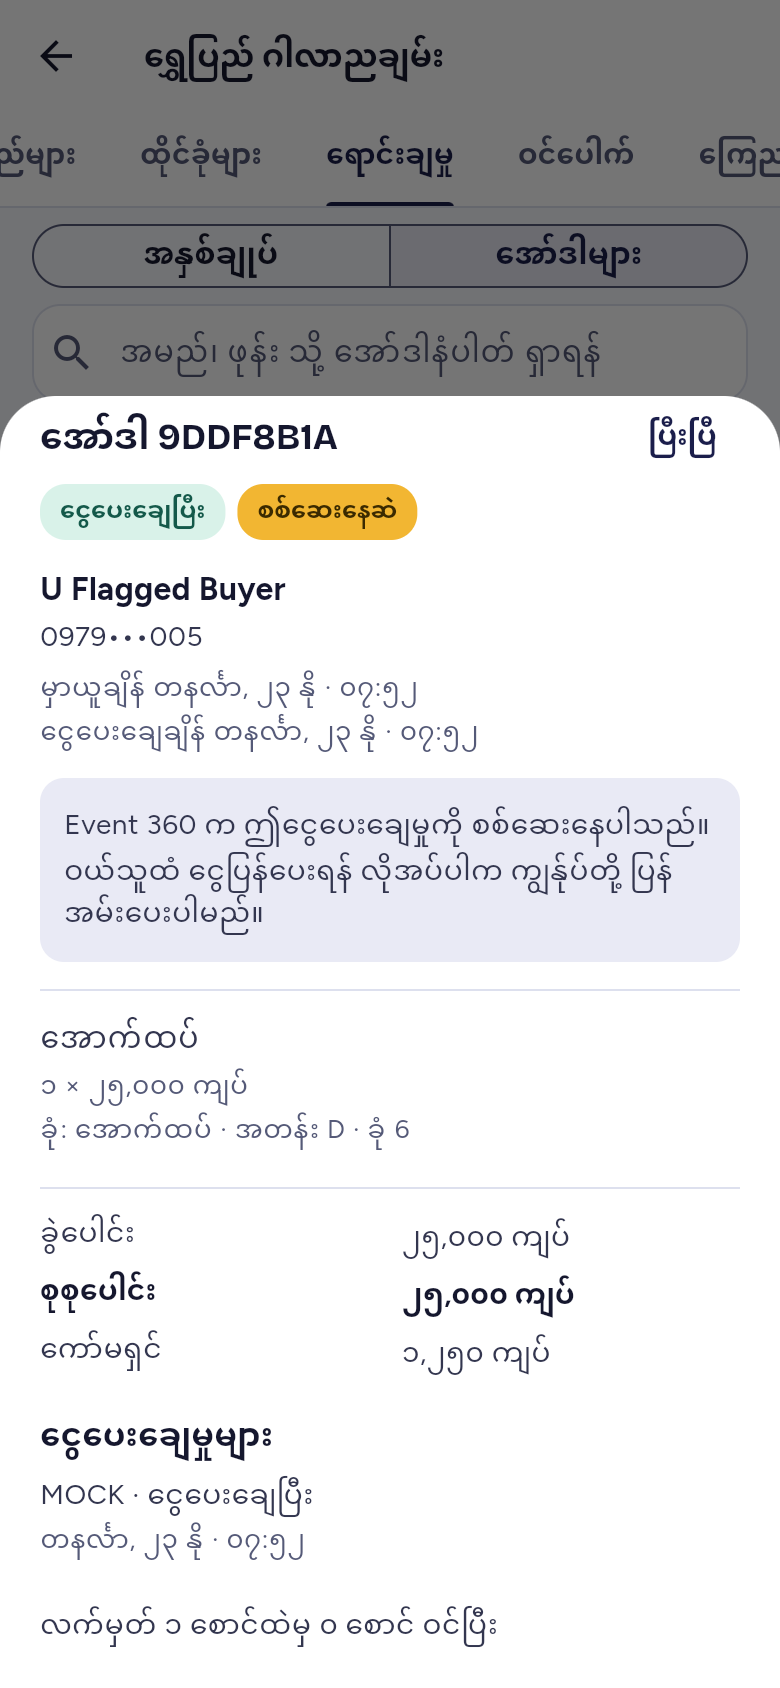 ရွှေပြည် ဂါလာညချမ်း
ည်များ ထိုင်ခုံများ ရောင်းချမှု ဝင်ပေါက် ကြေည
အနှစ်ချုပ် အော်ဒါများ
အမည်၊ ဖုန်း သို့ အော်ဒါနံပါတ် ရှာရန်
အော်ဒါ 9DDF8B1A ပြီးပြီ
ငွေပေးချေပြီး စစ်ဆေးနေဆဲ
U Flagged Buyer
0979•••005
မှာယူချိန် တနင်္လာ, ၂၃ နို · ၀၇:၅၂
ငွေပေးချေချိန် တနင်္လာ, ၂၃ နို · ၀၇:၅၂
Event 360 က ဤငွေပေးချေမှုကို စစ်ဆေးနေပါသည်။
ဝယ်သူထံ ငွေပြန်ပေးရန် လိုအပ်ပါက ကျွန်ုပ်တို့ ပြန်
အမ်းပေးပါမည်။
အောက်ထပ်
၁ × ၂၅,၀၀၀ ကျပ်
ခုံ: အောက်ထပ် · အတန်း D · ခုံ 6
ခွဲပေါင်း ၂၅,၀၀၀ ကျပ်
စုစုပေါင်း ၂၅,၀၀၀ ကျပ်
ကော်မရှင် ၁,၂၅၀ ကျပ်
ငွေပေးချေမှုများ
MOCK · ငွေပေးချေပြီး
တနင်္လာ, ၂၃ နို · ၀၇:၅၂
လက်မှတ် ၁ စောင်ထဲမှ ၀ စောင် ဝင်ပြီး